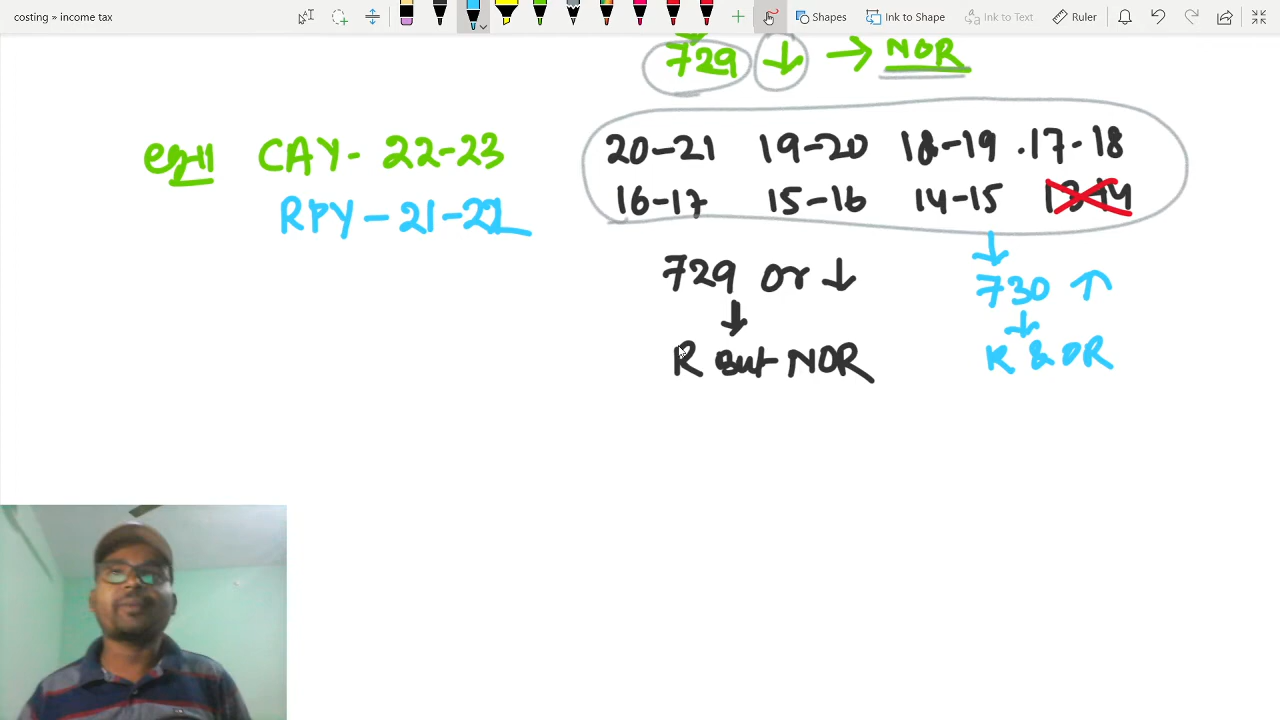 costing » income tax
Shapes Ink to Shape Ink to Text Ruler
729 ↓ → NOR
CAY - 22-23 20-21 19-20 18-19 17-18
RPY - 21-22 16-17 15-16 14-15 13-14
729 or ↓ 730 ↑
R But NOR R & OR